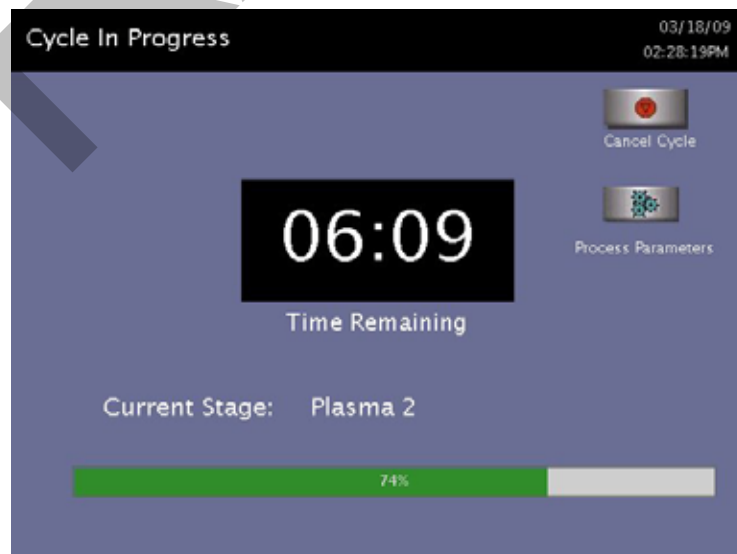 Cycle In Progress
03/18/09
02:28:19PM
Cancel Cycle
06:09
Process Parameters
Time Remaining
Current Stage: Plasma 2
74%